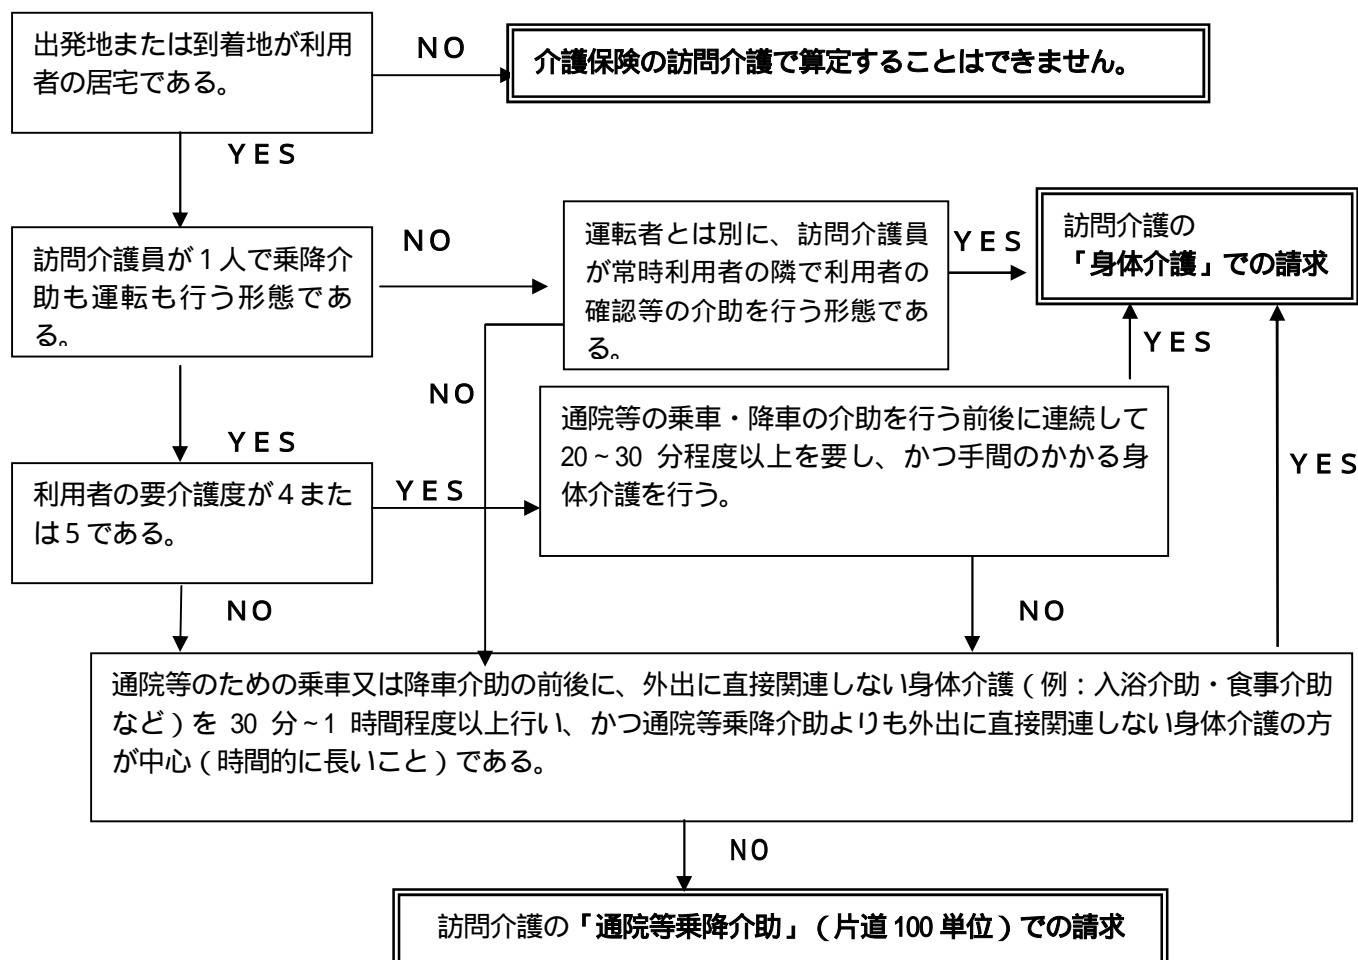 出発地または到着地が利用
者の居宅である。
NO
介護保険の訪問介護で算定することはできません。
YES
訪問介護員が1人で乗降介
助も運転も行う形態であ
る。
NO
運転者とは別に、訪問介護員
が常時利用者の隣で利用者の
確認等の介助を行う形態であ
る。
YES
訪問介護の
「身体介護」での請求
YES
NO
通院等の乗車・降車の介助を行う前後に連続して
20~30 分程度以上を要し、かつ手間のかかる身
体介護を行う。
YES
YES
利用者の要介護度が4また
は5である。
YES
NO
NO
通院等のための乗車又は降車介助の前後に、外出に直接関連しない身体介護(例:入浴介助・食事介助
など)を 30 分~1 時間程度以上行い、かつ通院等乗降介助よりも外出に直接関連しない身体介護の方
が中心(時間的に長いこと)である。
NO
訪問介護の「通院等乗降介助」(片道100単位)での請求